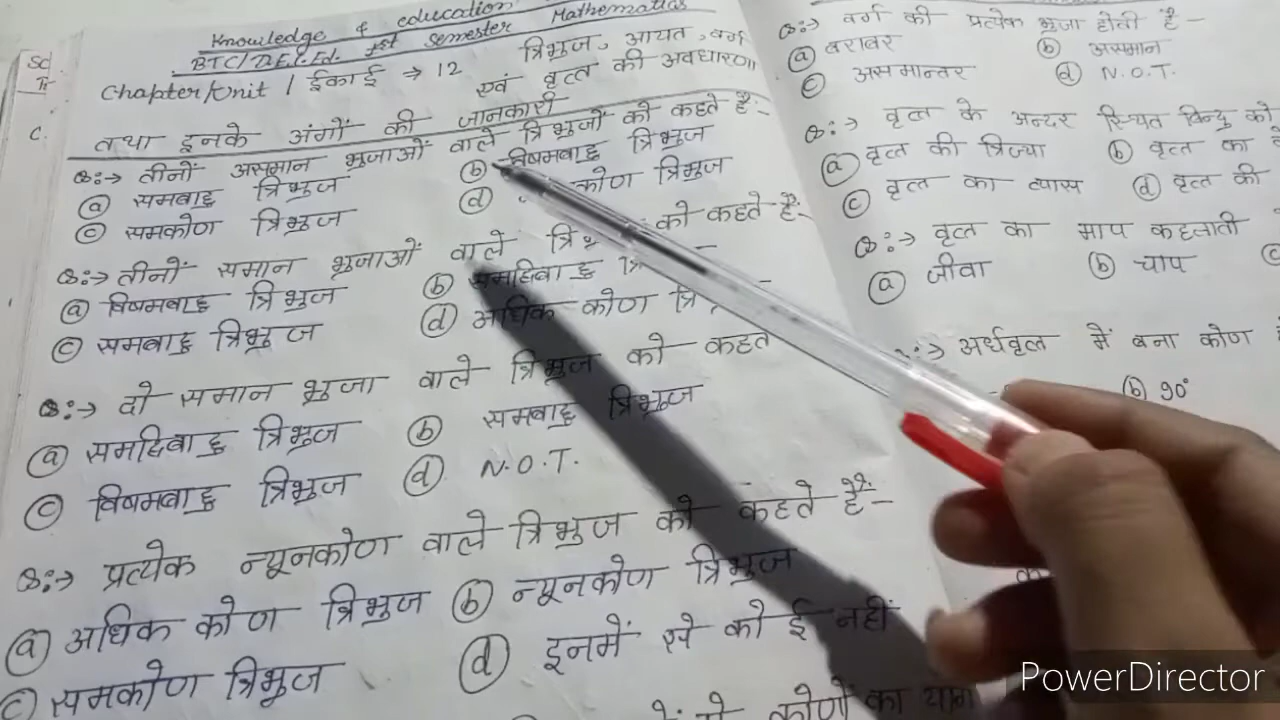 Knowledge & education
BTC/D.El.Ed. 1st Semester Mathematics
Chapter/Unit / ईकाई → 12 त्रिभुज, आयत, वर्ग
एवं वृत्त की अवधारणा
तथा इनके अंगों की जानकारी
Q:→ तीनों असमान भुजाओं वाले त्रिभुजों को कहते है:-
(a) समबाहु त्रिभुज (b) विषमबाहु त्रिभुज
(c) समकोण त्रिभुज (d) कोण त्रिभुज
Q:→ तीनों समान भुजाओं वाले को कहते है:-
(a) विषमबाहु त्रिभुज (b) समद्विबाहु
(c) समबाहु त्रिभुज (d) अधिक कोण
Q:→ दो समान भुजा वाले त्रिभुज को कहते
(a) समद्विबाहु त्रिभुज (b) समबाहु त्रिभुज
(c) विषमबाहु त्रिभुज (d) N.O.T.
Q:→ प्रत्येक न्यूनकोण वाले त्रिभुज को कहते हैं:-
(a) अधिक कोण त्रिभुज (b) न्यूनकोण त्रिभुज
(c) समकोण त्रिभुज (d) इनमें से कोई नहीं
कोणों का योग
Q:→ वर्ग की प्रत्येक भुजा होती है-
(a) बराबर (b) असमान
(c) असमान्तर (d) N.O.T.
Q:→ वृत्त के अन्दर स्थित बिन्दु को
(a) वृत्त की त्रिज्या (b) वृत्त का
(c) वृत्त का व्यास (d) वृत्त की
Q:→ वृत्त का माप कहलाती
(a) जीवा (b) चाप (c)
:→ अर्धवृत्त में बना कोण
(b) 90°
PowerDirector